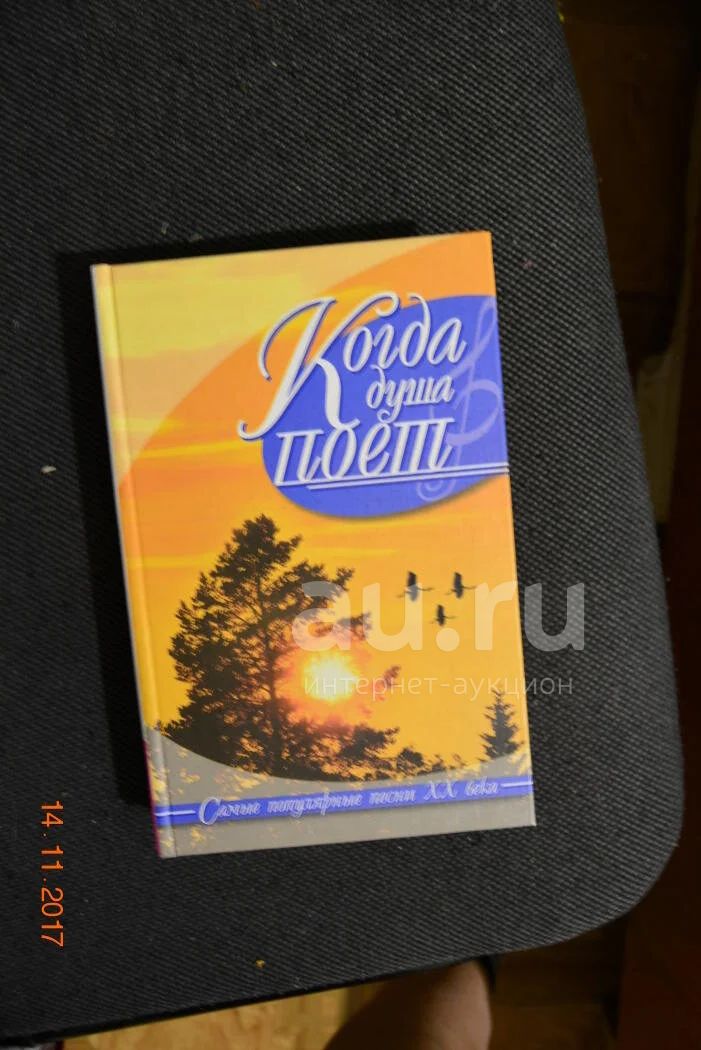 Когда
душа
поет
au.ru
интернет-аукцион
Самые популярные песни XX века
14.11.2017